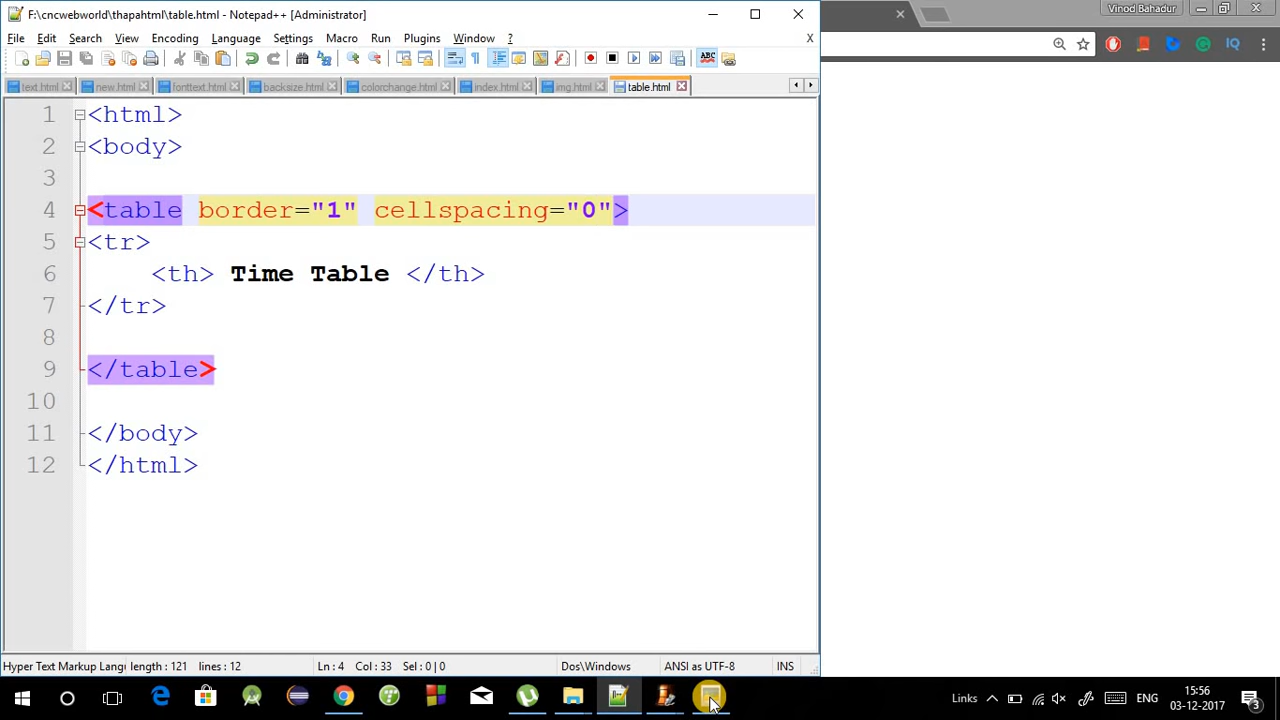 F:\cncwebworld\thapahtml\table.html - Notepad++ [Administrator]
Vinod Bahadur
File Edit Search View Encoding Language Settings Macro Run Plugins Window ? X
text.html new.html fonttext.html backsize.html colorchange.html index.html img.html table.html
1 <html>
2 <body>
3
4 <table border="1" cellspacing="0">
5 <tr>
6 <th> Time Table </th>
7 </tr>
8
9 </table>
10
11 </body>
12 </html>
Hyper Text Markup Lang length : 121 lines : 12 Ln : 4 Col : 33 Sel : 0 | 0 Dos\Windows ANSI as UTF-8 INS
Links ENG 15:56
03-12-2017 3